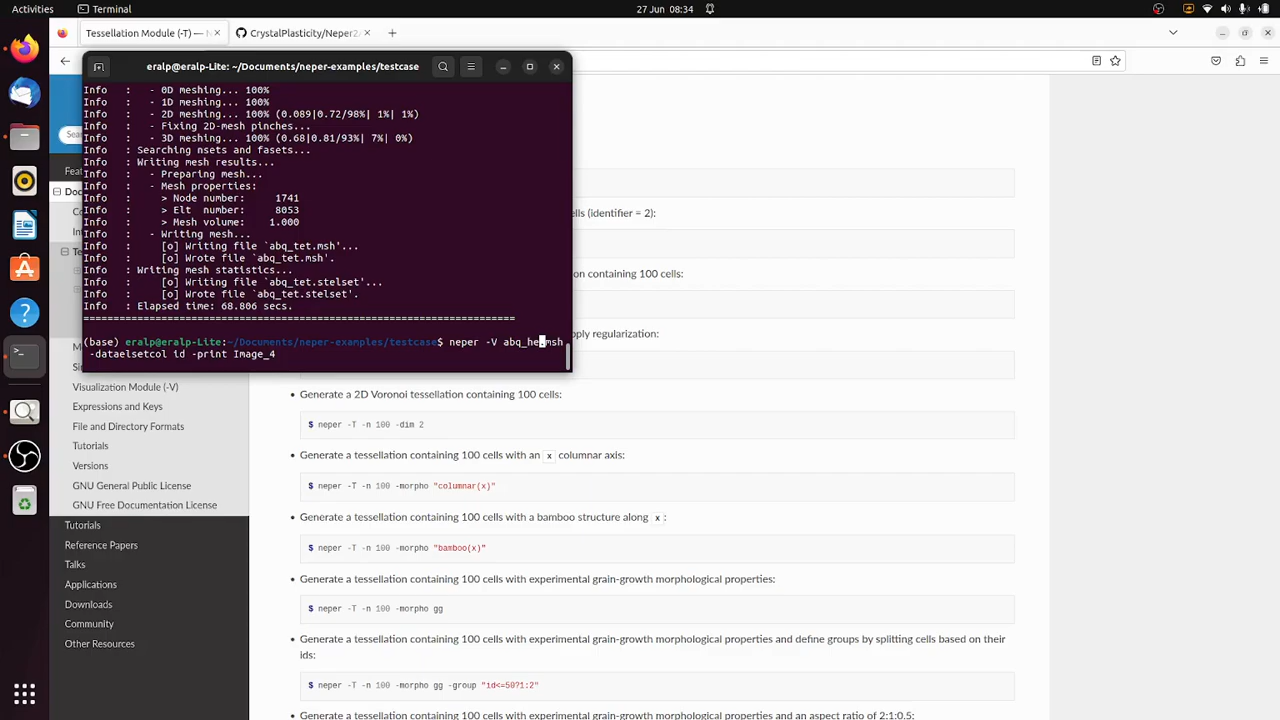 Activities
Terminal
27 Jun 08:34
Tessellation Module (-T) — N
CrystalPlasticity/Neper2
eralp@eralp-Lite: ~/Documents/neper-examples/testcase
Info : - 0D meshing... 100%
Info : - 1D meshing... 100%
Info : - 2D meshing... 100% (0.089|0.72/98%| 1%| 1%)
Info : - Fixing 2D-mesh pinches...
Info : - 3D meshing... 100% (0.68|0.81/93%| 7%| 0%)
Info : Searching nsets and fasets...
Info : Writing mesh results...
Info : - Preparing mesh...
Info : - Mesh properties:
Info : > Node number: 1741
Info : > Elt number: 8053
Info : > Mesh volume: 1.000
Info : - Writing mesh...
Info : [o] Writing file `abq_tet.msh'...
Info : [o] Wrote file `abq_tet.msh'.
Info : Writing mesh statistics...
Info : [o] Writing file `abq_tet.stelset'...
Info : [o] Wrote file `abq_tet.stelset'.
Info : Elapsed time: 68.806 secs.
========================================================================
(base) eralp@eralp-Lite:~/Documents/neper-examples/testcase$ neper -V abq_he.msh
-dataelsetcol id -print Image_4
Sea
Feat
Doc
Co
Int
Te
M
Visualization Module (-V)
Expressions and Keys
File and Directory Formats
Tutorials
Versions
GNU General Public License
GNU Free Documentation License
Tutorials
Reference Papers
Talks
Applications
Downloads
Community
Other Resources
ells (identifier = 2):
on containing 100 cells:
pply regularization:
• Generate a 2D Voronoi tessellation containing 100 cells:
$ neper -T -n 100 -dim 2
• Generate a tessellation containing 100 cells with an x columnar axis:
$ neper -T -n 100 -morpho "columnar(x)"
• Generate a tessellation containing 100 cells with a bamboo structure along x:
$ neper -T -n 100 -morpho "bamboo(x)"
• Generate a tessellation containing 100 cells with experimental grain-growth morphological properties:
$ neper -T -n 100 -morpho gg
• Generate a tessellation containing 100 cells with experimental grain-growth morphological properties and define groups by splitting cells based on their
ids:
$ neper -T -n 100 -morpho gg -group "id<=50?1:2"
• Generate a tessellation containing 100 cells with experimental grain-growth morphological properties and an aspect ratio of 2:1:0.5: